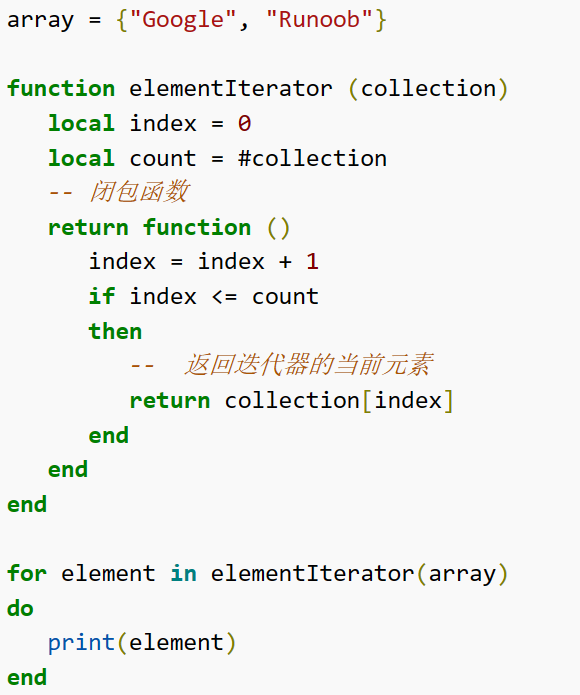 array = {"Google", "Runoob"}

function elementIterator (collection)
   local index = 0
   local count = #collection
   -- 闭包函数
   return function ()
      index = index + 1
      if index <= count
      then
         --  返回迭代器的当前元素
         return collection[index]
      end
   end
end

for element in elementIterator(array)
do
   print(element)
end